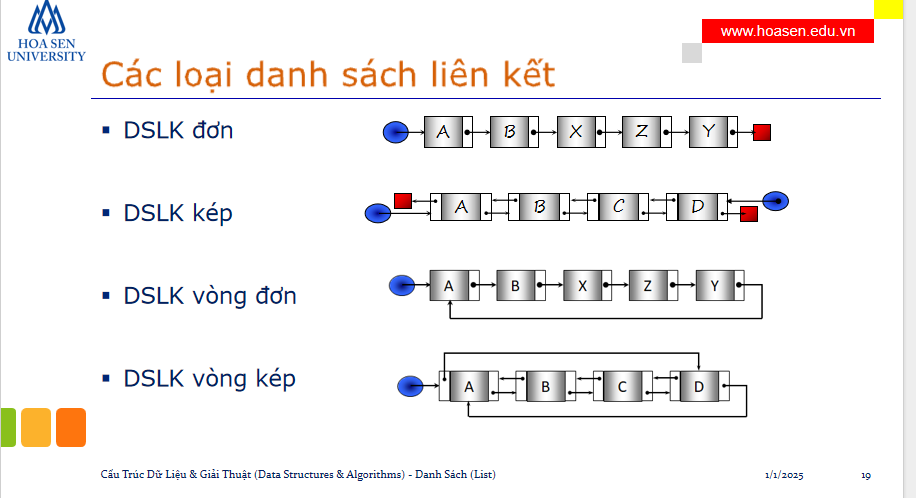 HOA SEN
UNIVERSITY
www.hoasen.edu.vn
Các loại danh sách liên kết
▪ DSLK đơn
A B X Z Y
▪ DSLK kép
A B C D
▪ DSLK vòng đơn
A B X Z Y
▪ DSLK vòng kép
A B C D
Cấu Trúc Dữ Liệu & Giải Thuật (Data Structures & Algorithms) - Danh Sách (List)
1/1/2025
19